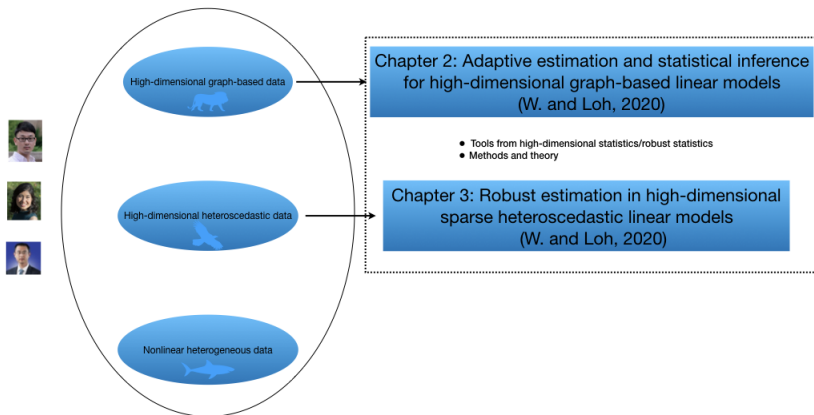 High-dimensional graph-based data
Chapter 2: Adaptive estimation and statistical inference
for high-dimensional graph-based linear models
(W. and Loh, 2020)
● Tools from high-dimensional statistics/robust statistics
● Methods and theory
High-dimensional heteroscedastic data
Chapter 3: Robust estimation in high-dimensional
sparse heteroscedastic linear models
(W. and Loh, 2020)
Nonlinear heterogeneous data